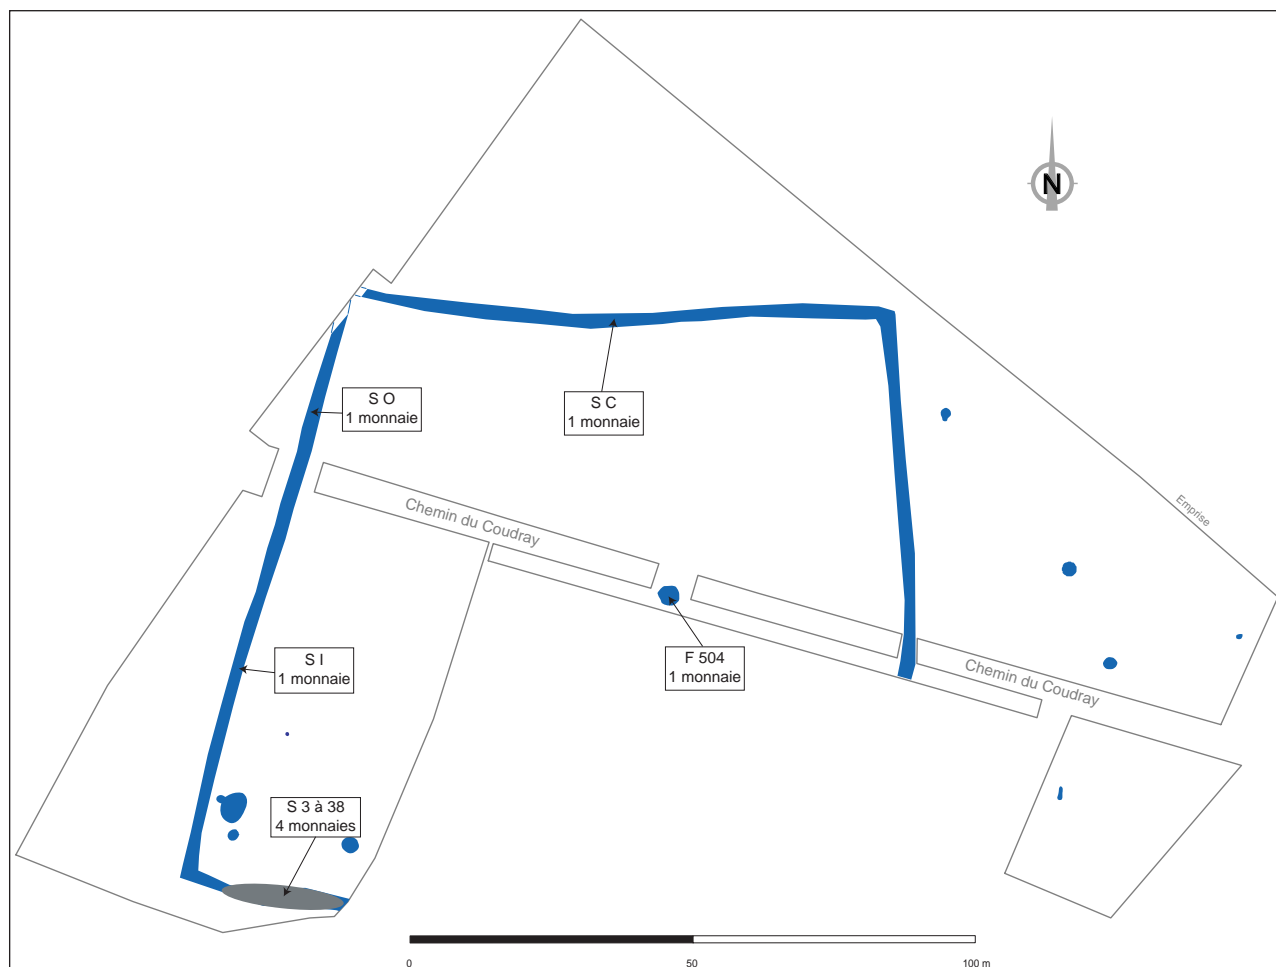 N
S O
1 monnaie
S C
1 monnaie
Chemin du Coudray
Emprise
S I
1 monnaie
F 504
1 monnaie
Chemin du Coudray
S 3 à 38
4 monnaies
0
50
100 m